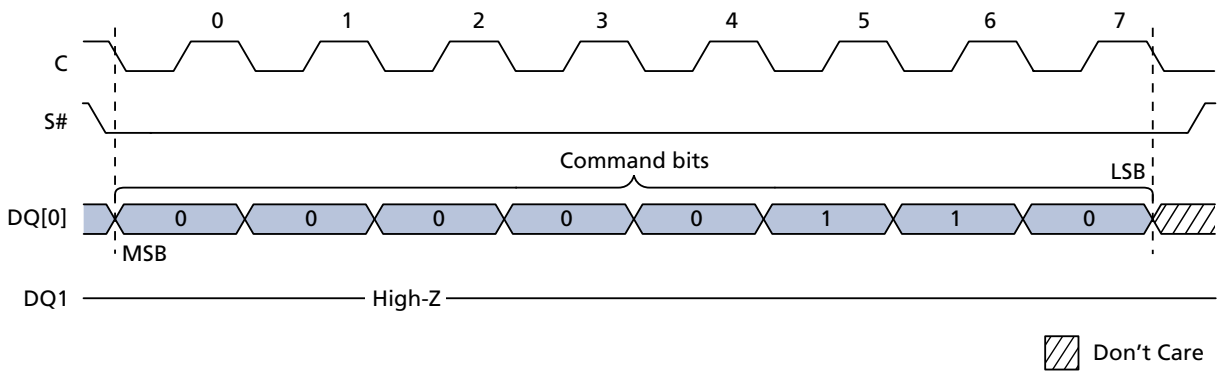 0 1 2 3 4 5 6 7
C
S#
Command bits
LSB
DQ[0] 0 0 0 0 0 1 1 0
MSB
DQ1 High-Z
Don't Care